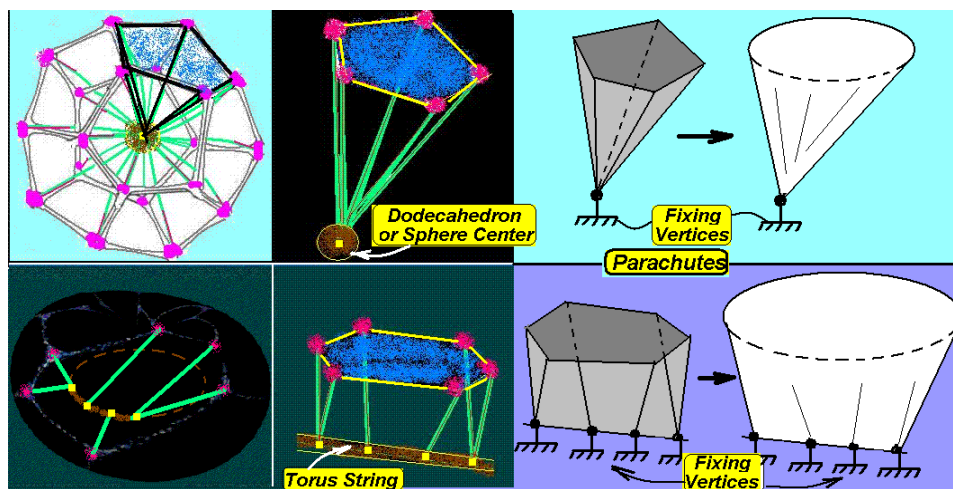 Dodecahedron
or Sphere Center
Fixing
Vertices
Parachutes
Torus String
Fixing
Vertices